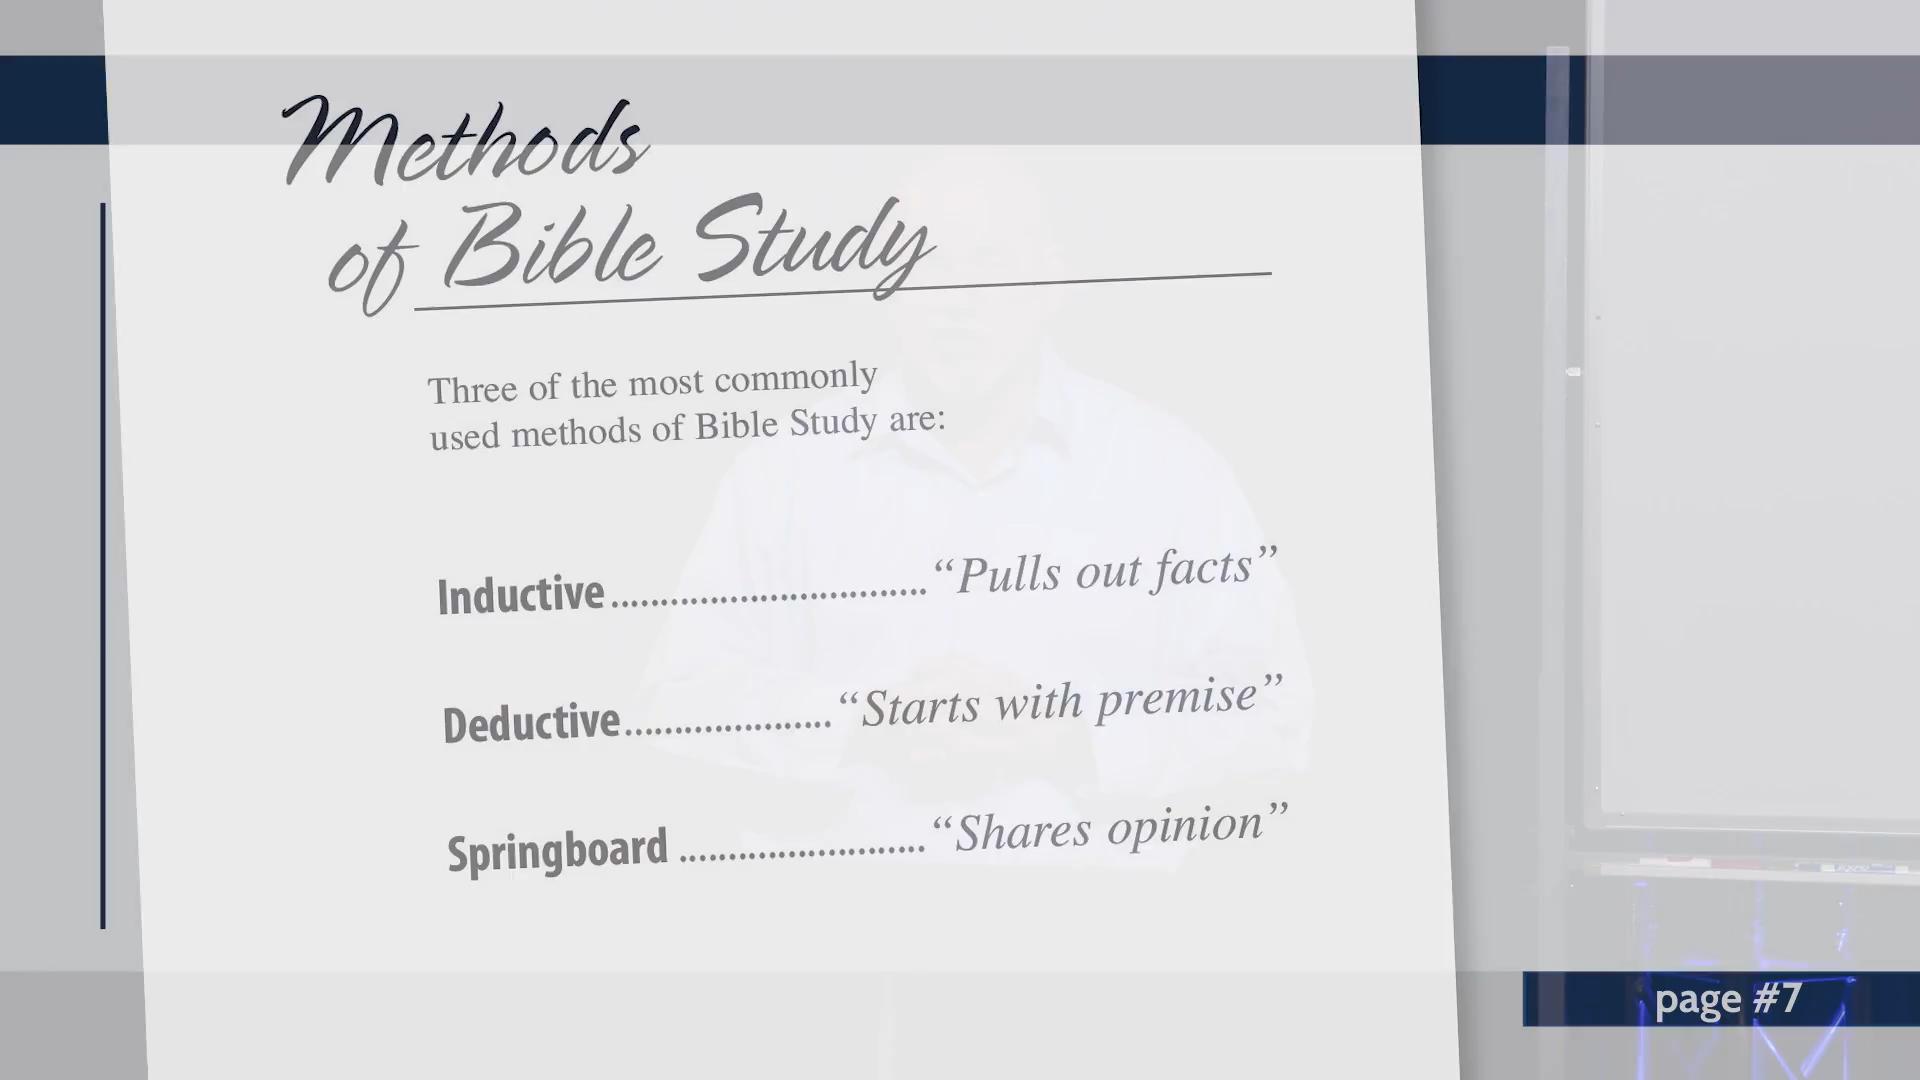 Methods
of Bible Study
Three of the most commonly
used methods of Bible Study are:
Inductive................................“Pulls out facts”
Deductive.....................“Starts with premise”
Springboard .........................“Shares opinion”
page #7